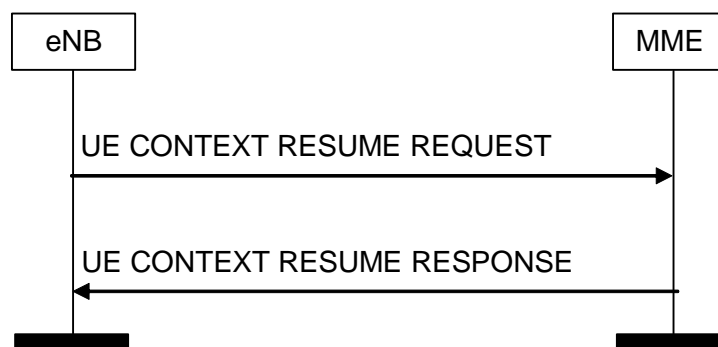 eNB
MME
UE CONTEXT RESUME REQUEST
UE CONTEXT RESUME RESPONSE